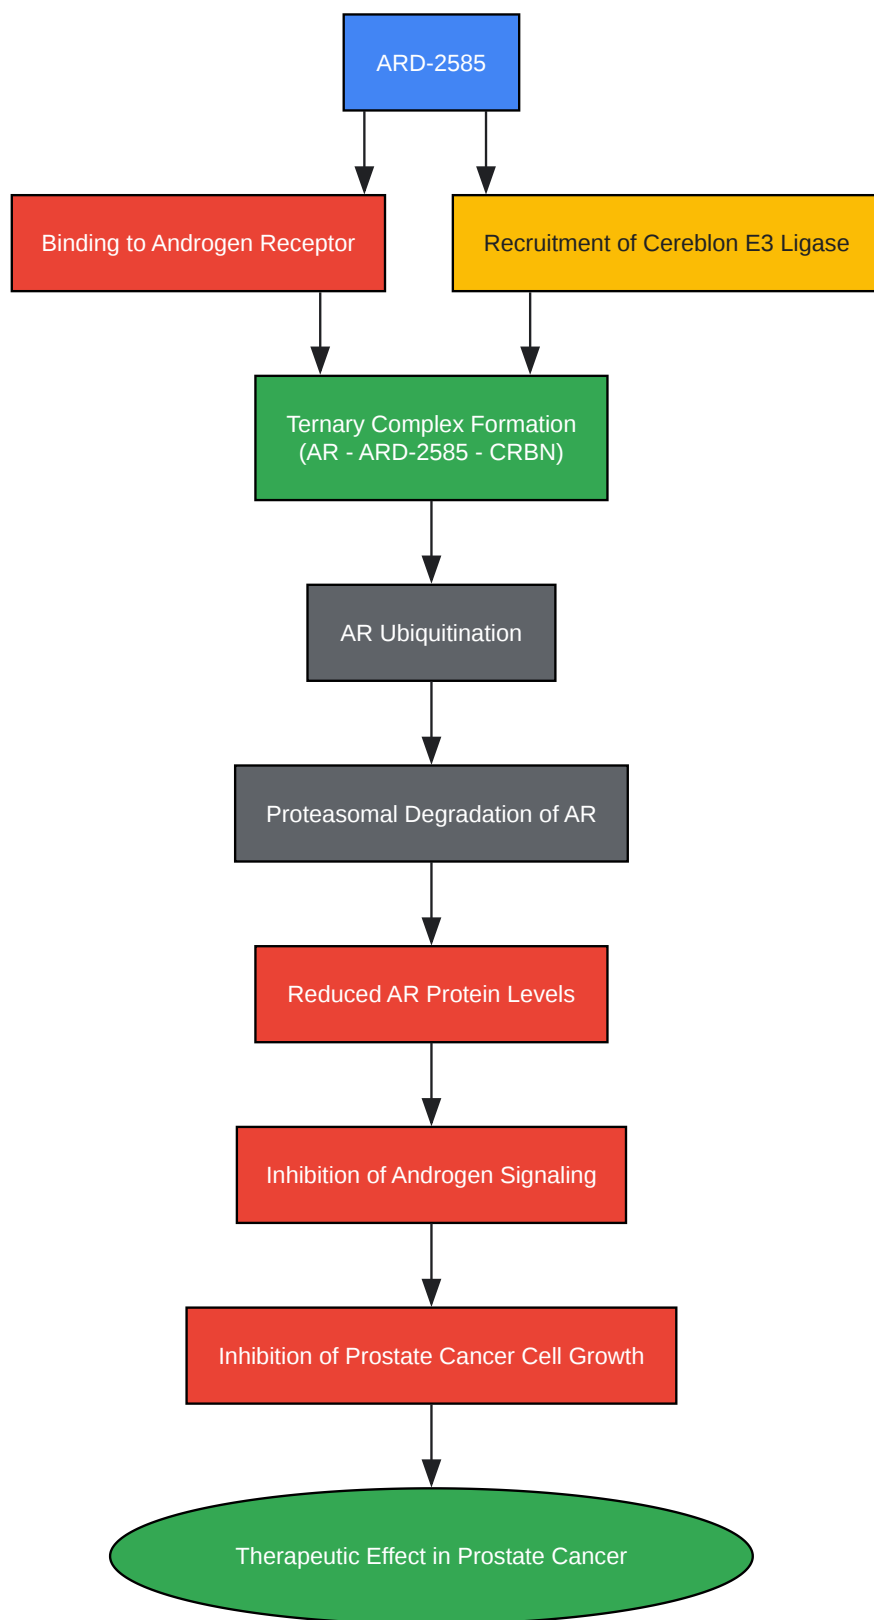 ARD-2585
Binding to Androgen Receptor
Recruitment of Cereblon E3 Ligase
Ternary Complex Formation
(AR - ARD-2585 - CRBN)
AR Ubiquitination
Proteasomal Degradation of AR
Reduced AR Protein Levels
Inhibition of Androgen Signaling
Inhibition of Prostate Cancer Cell Growth
Therapeutic Effect in Prostate Cancer